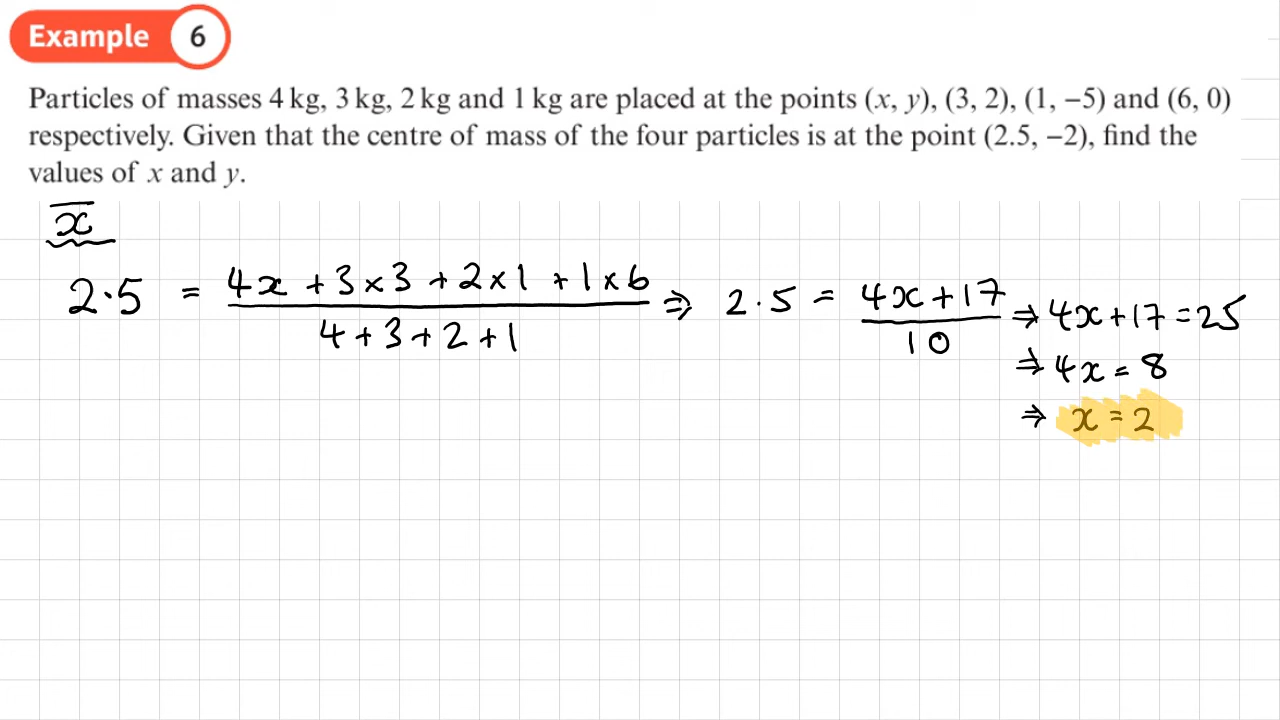 Example 6
Particles of masses 4 kg, 3 kg, 2 kg and 1 kg are placed at the points (x, y), (3, 2), (1, −5) and (6, 0)
respectively. Given that the centre of mass of the four particles is at the point (2.5, −2), find the
values of x and y.
x̅
2·5 = (4x + 3×3 + 2×1 + 1×6)/(4+3+2+1) ⇒ 2·5 = (4x+17)/10 ⇒ 4x+17=25
⇒ 4x = 8
⇒ x = 2